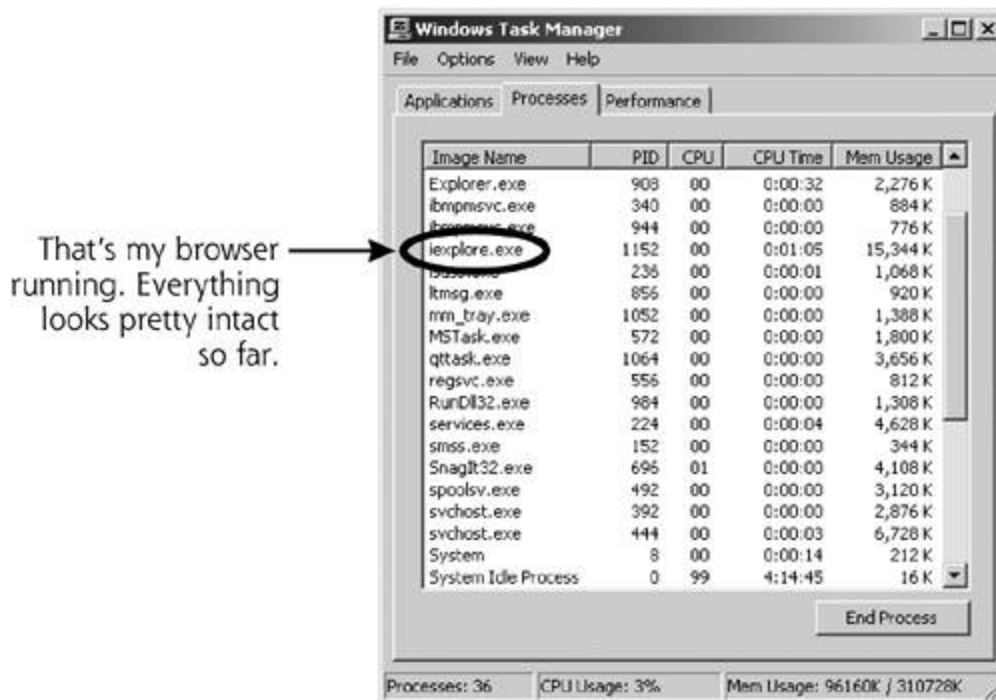 Windows Task Manager
File Options View Help
Applications Processes Performance
Image Name PID CPU CPU Time Mem Usage
Explorer.exe 908 00 0:00:32 2,276 K
ibmpmsvc.exe 340 00 0:00:00 884 K
944 00 0:00:00 776 K
That's my browser
running. Everything
looks pretty intact
so far.
iexplore.exe 1152 00 0:01:05 15,344 K
236 00 0:00:01 1,068 K
ltmsg.exe 856 00 0:00:00 920 K
mm_tray.exe 1052 00 0:00:00 1,388 K
MSTask.exe 572 00 0:00:00 1,800 K
qttask.exe 1064 00 0:00:00 3,656 K
regsvc.exe 556 00 0:00:00 812 K
RunDll32.exe 984 00 0:00:00 1,308 K
services.exe 224 00 0:00:04 4,628 K
smss.exe 152 00 0:00:00 344 K
SnagIt32.exe 696 01 0:00:00 4,108 K
spoolsv.exe 492 00 0:00:00 3,120 K
svchost.exe 392 00 0:00:00 2,876 K
svchost.exe 444 00 0:00:03 6,728 K
System 8 00 0:00:14 212 K
System Idle Process 0 99 4:14:45 16 K
End Process
Processes: 36 CPU Usage: 3% Mem Usage: 96160K / 310728K